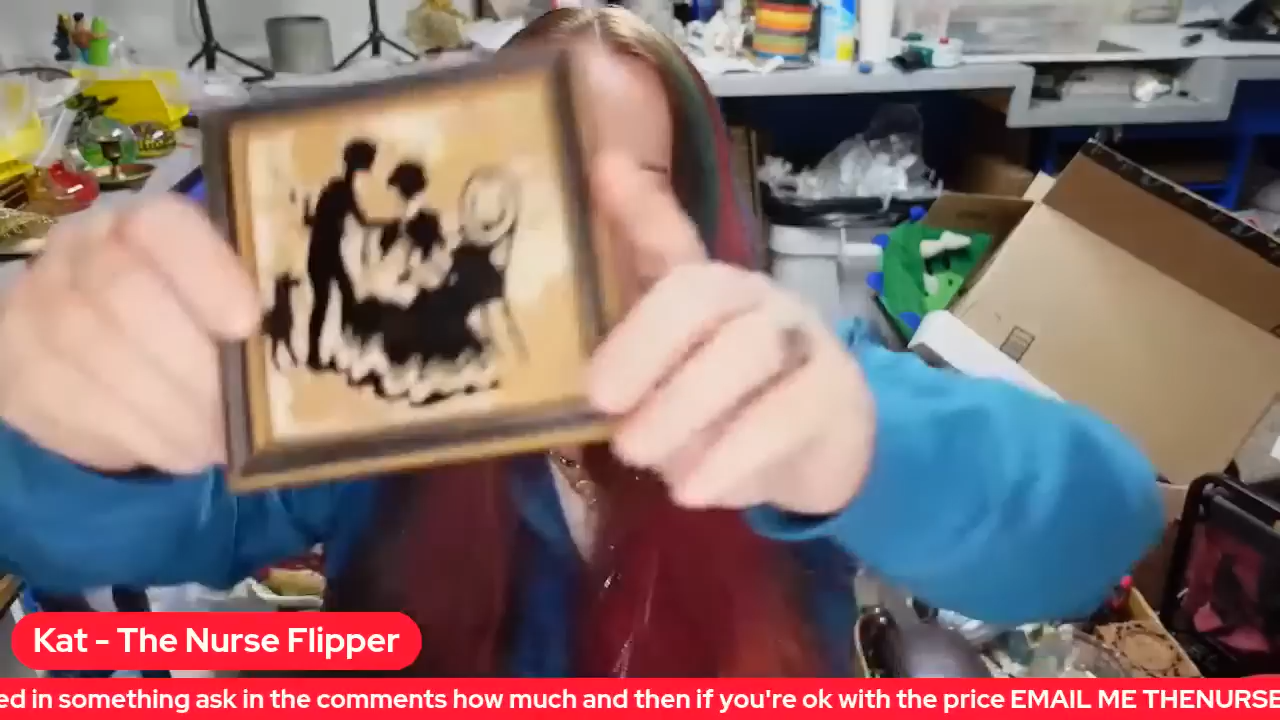 Kat - The Nurse Flipper
ed in something ask in the comments how much and then if you're ok with the price EMAIL ME THENURSE